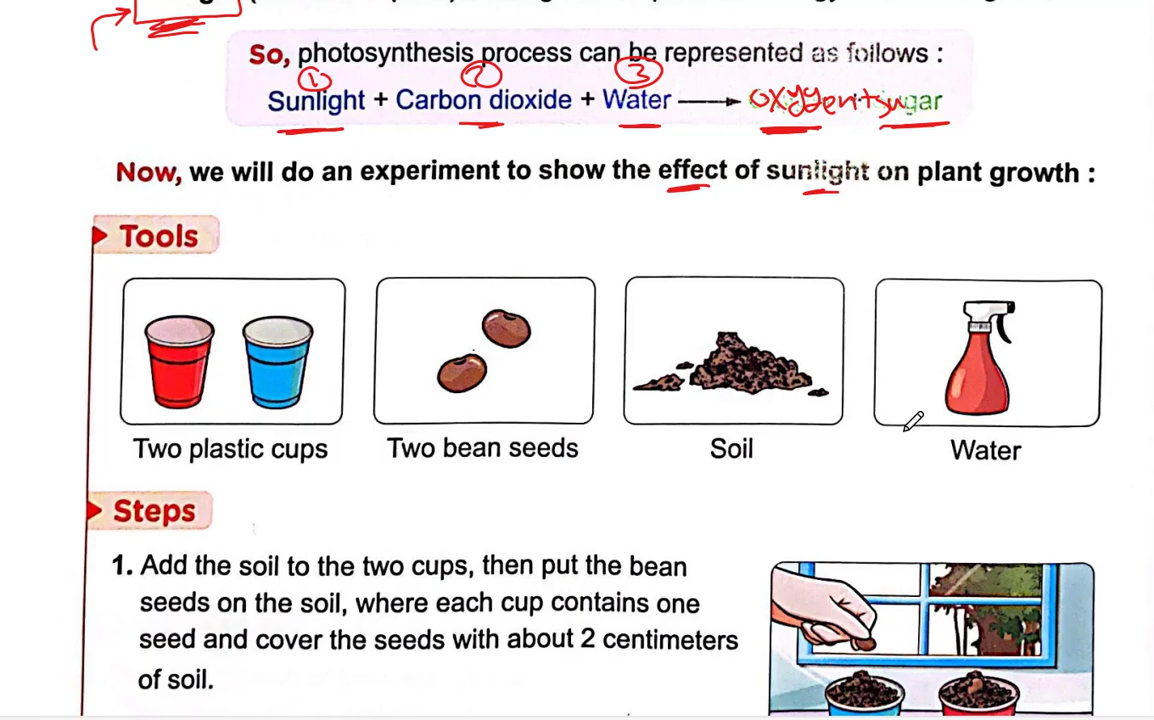 So, photosynthesis process can be represented as follows :
1 2 3
Sunlight + Carbon dioxide + Water → oxygen+sugar
Now, we will do an experiment to show the effect of sunlight on plant growth :
Tools
Two plastic cups
Two bean seeds
Soil
Water
Steps
1. Add the soil to the two cups, then put the bean
seeds on the soil, where each cup contains one
seed and cover the seeds with about 2 centimeters
of soil.